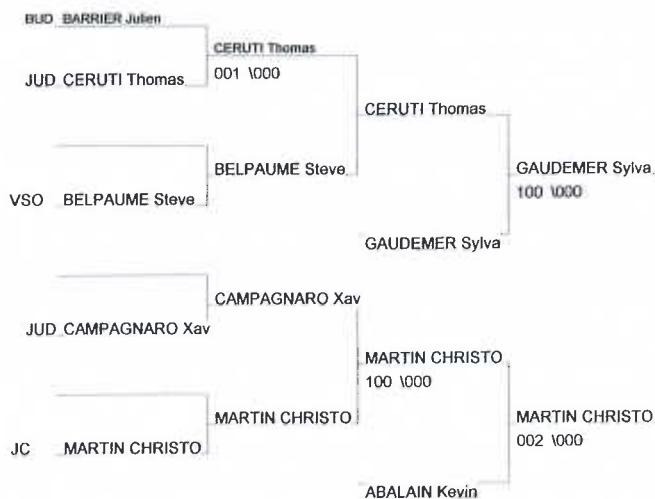 BUD BARRIER Julien
CERUTI Thomas
001 \000
JUD CERUTI Thomas
CERUTI Thomas
BELPAUME Steve
GAUDEMER Sylva
100 \000
VSO BELPAUME Steve
GAUDEMER Sylva
CAMPAGNARO Xav
JUD CAMPAGNARO Xav
MARTIN CHRISTO
100 \000
MARTIN CHRISTO
MARTIN CHRISTO
002 \000
JC MARTIN CHRISTO
ABALAIN Kevin